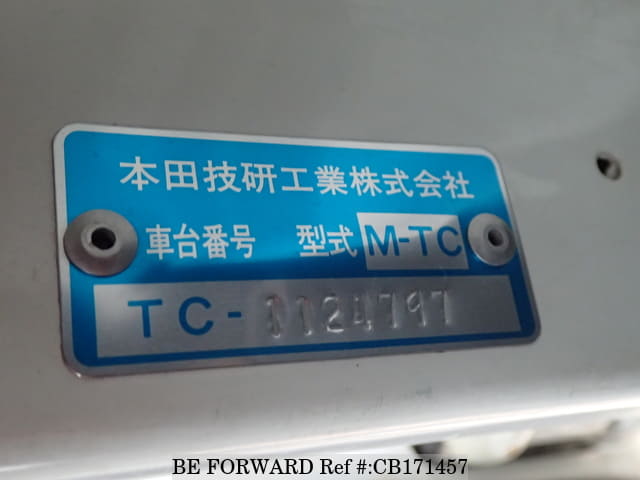 本田技研工業株式会社
車台番号 型式 M-TC
TC-1124797
BE FORWARD Ref #:CB171457